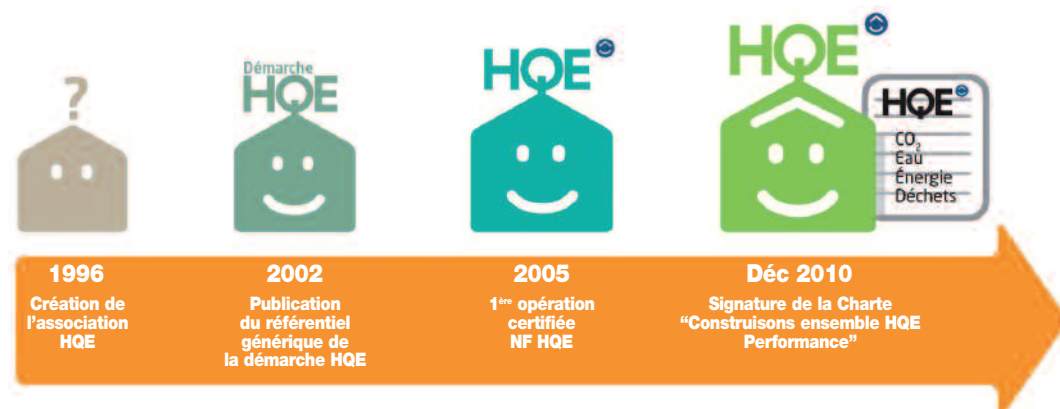 ?
Démarche
HQE
HQE
HQE
HQE
CO₂
Eau
Énergie
Déchets
1996
Création de
l’association
HQE
2002
Publication
du référentiel
générique de
la démarche HQE
2005
1ère opération
certifiée
NF HQE
Déc 2010
Signature de la Charte
“Construisons ensemble HQE
Performance”